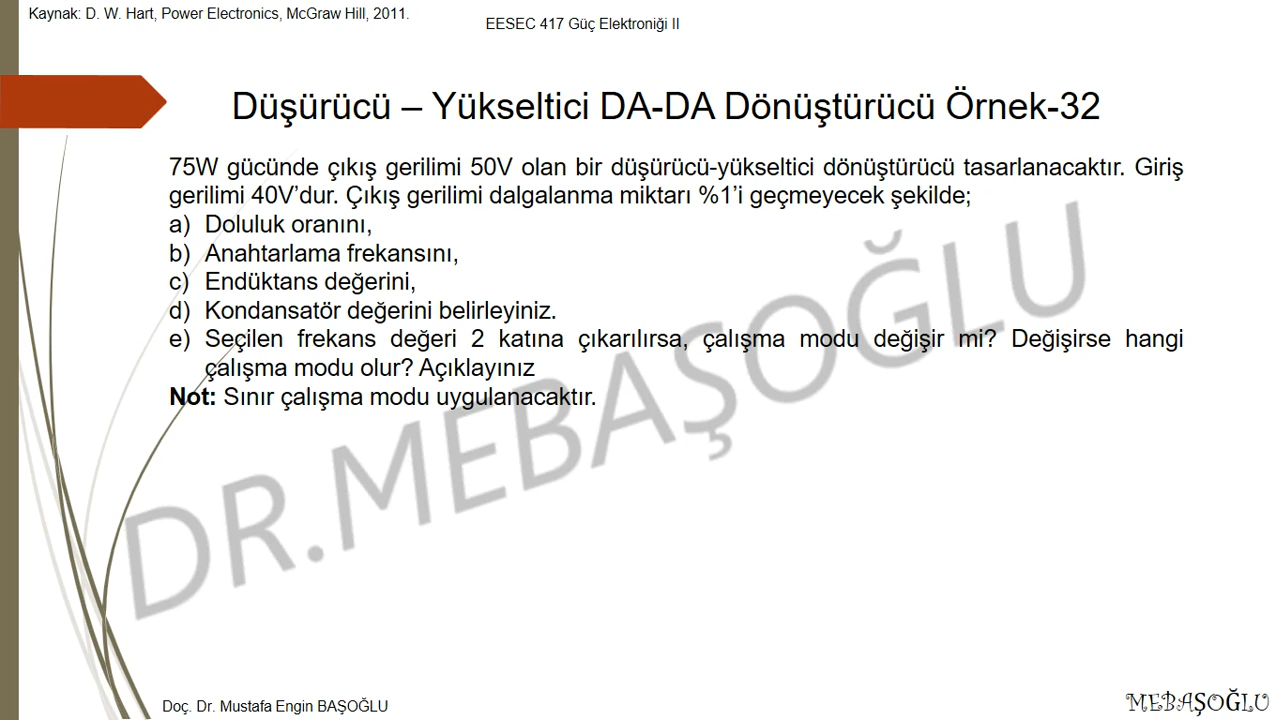 Kaynak: D. W. Hart, Power Electronics, McGraw Hill, 2011.
EESEC 417 Güç Elektroniği II
Düşürücü – Yükseltici DA-DA Dönüştürücü Örnek-32
75W gücünde çıkış gerilimi 50V olan bir düşürücü-yükseltici dönüştürücü tasarlanacaktır. Giriş
gerilimi 40V’dur. Çıkış gerilimi dalgalanma miktarı %1’i geçmeyecek şekilde;
a) Doluluk oranını,
b) Anahtarlama frekansını,
c) Endüktans değerini,
d) Kondansatör değerini belirleyiniz.
e) Seçilen frekans değeri 2 katına çıkarılırsa, çalışma modu değişir mi? Değişirse hangi
çalışma modu olur? Açıklayınız
Not: Sınır çalışma modu uygulanacaktır.
DR.MEBAŞOĞLU
Doç. Dr. Mustafa Engin BAŞOĞLU
MEBAŞOĞLU